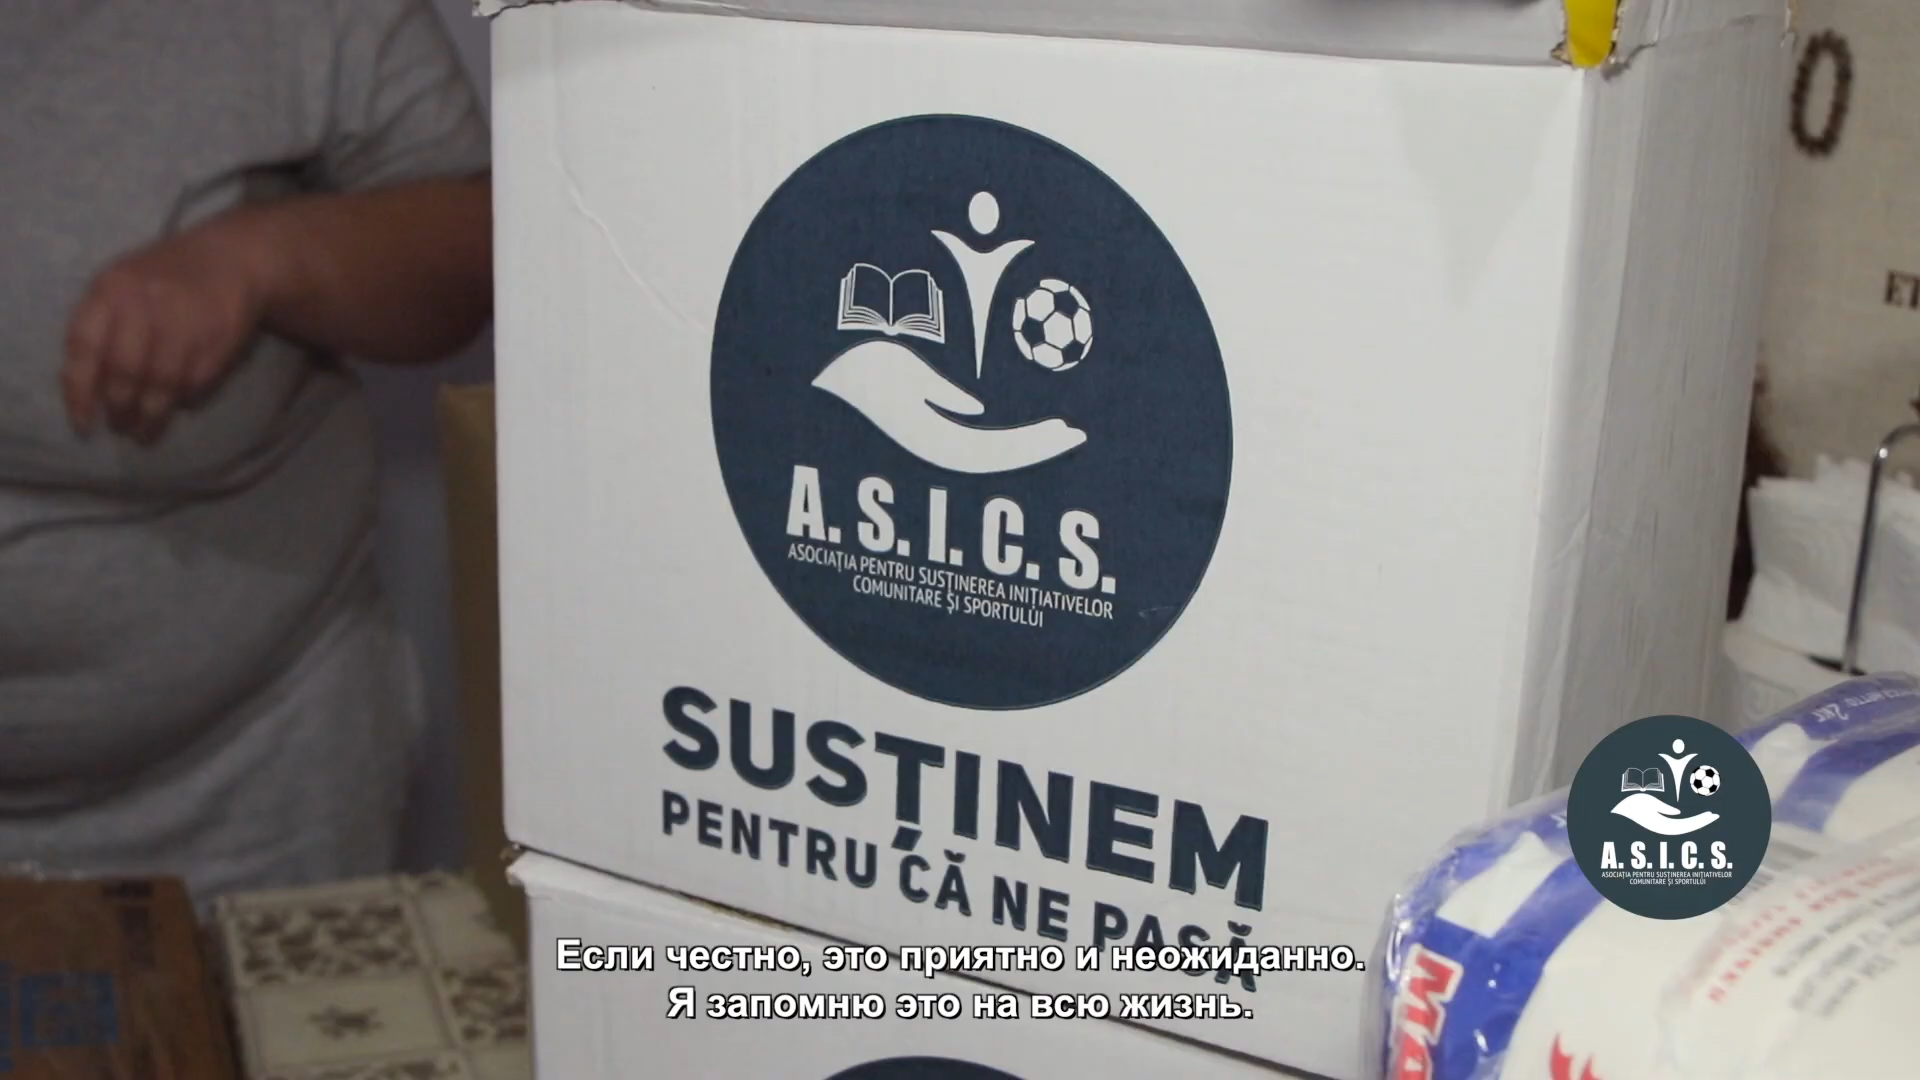 A. S. I. C. S.
ASOCIAȚIA PENTRU SUSȚINEREA INIȚIATIVELOR
COMUNITARE ȘI SPORTULUI
SUSȚINEM
PENTRU CĂ NE PASĂ
A. S. I. C. S.
ASOCIAȚIA PENTRU SUSȚINEREA INIȚIATIVELOR
COMUNITARE ȘI SPORTULUI
Если честно, это приятно и неожиданно.
Я запомню это на всю жизнь.